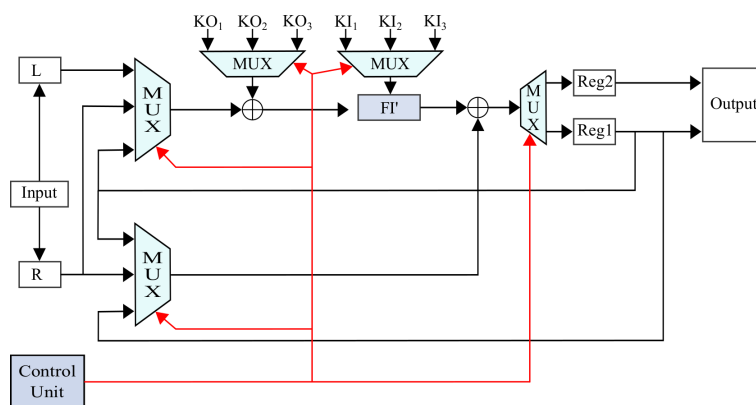 KO₁ KO₂ KO₃ KI₁ KI₂ KI₃
MUX MUX
L
MUX
MUX
Reg2
Output
FI'
Reg1
Input
R
MUX
Control
Unit